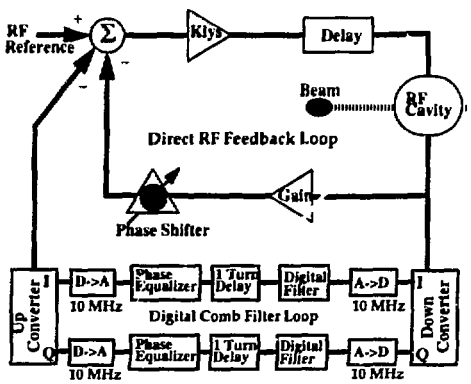 RF
Reference
+
Σ
−
−
Klys
Delay
Beam
RF
Cavity
Direct RF Feedback Loop
Gain
Phase Shifter
Up
Converter
I
D->A
10 MHz
Phase
Equalizer
1 Turn
Delay
Digital
Filter
A->D
10 MHz
I
Down
Converter
Digital Comb Filter Loop
Q
D->A
10 MHz
Phase
Equalizer
1 Turn
Delay
Digital
Filter
A->D
10 MHz
Q